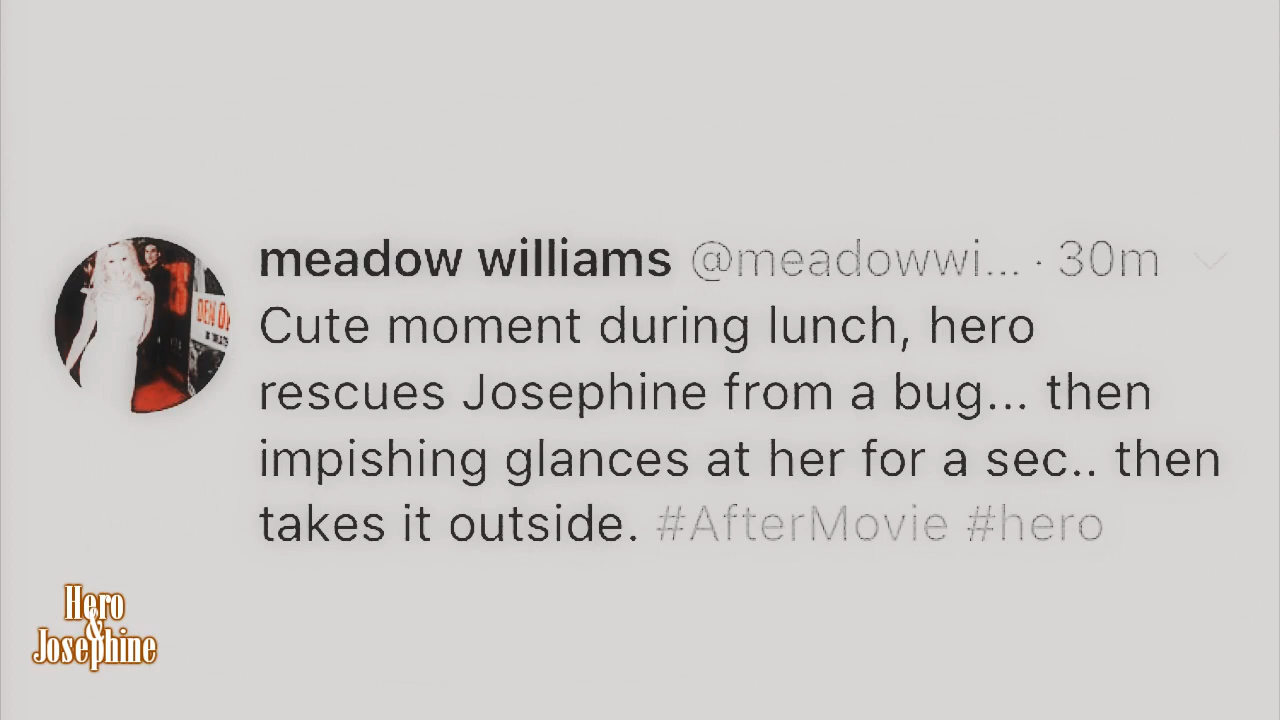 meadow williams @meadowwi... · 30m
Cute moment during lunch, hero
rescues Josephine from a bug... then
impishing glances at her for a sec.. then
takes it outside. #AfterMovie #hero
Hero
&
Josephine